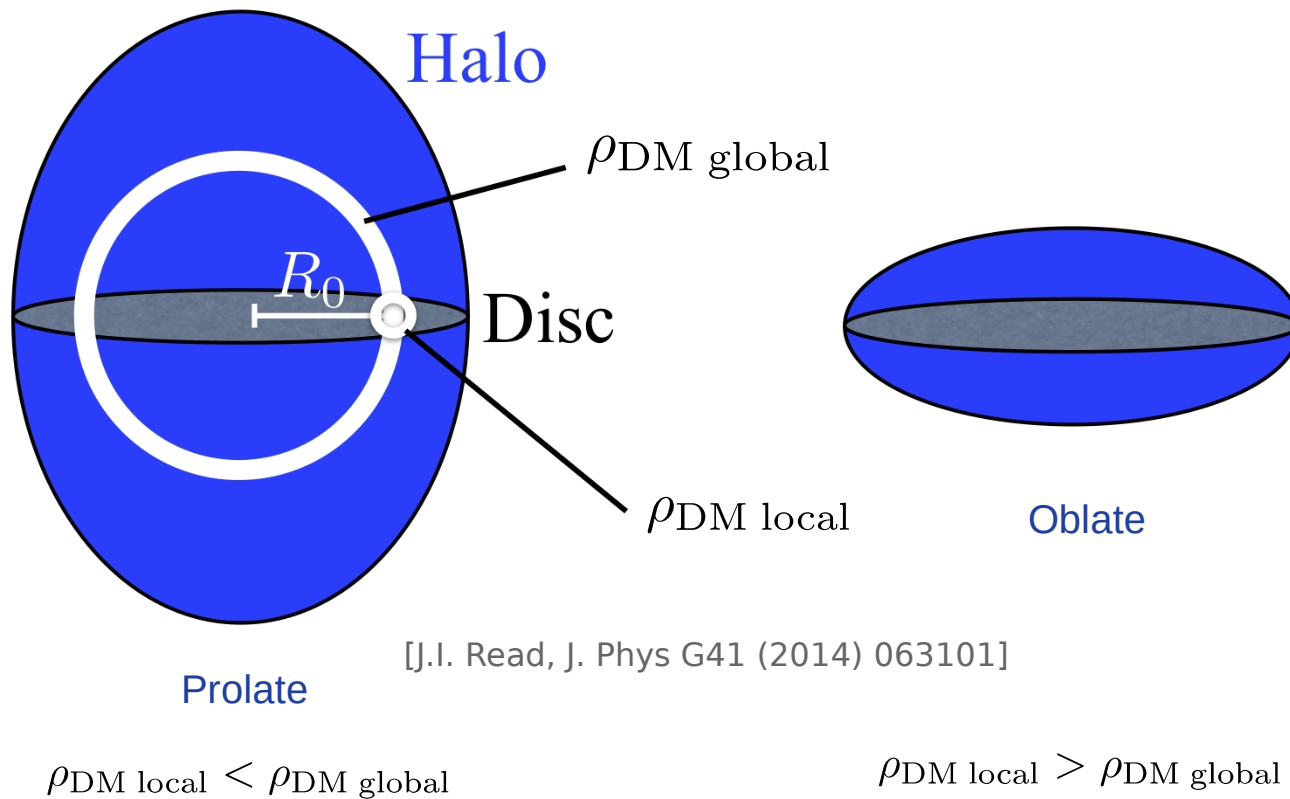 Halo
ρDM global
R0
Disc
ρDM local
Oblate
[J.I. Read, J. Phys G41 (2014) 063101]
Prolate
ρDM local < ρDM global
ρDM local > ρDM global